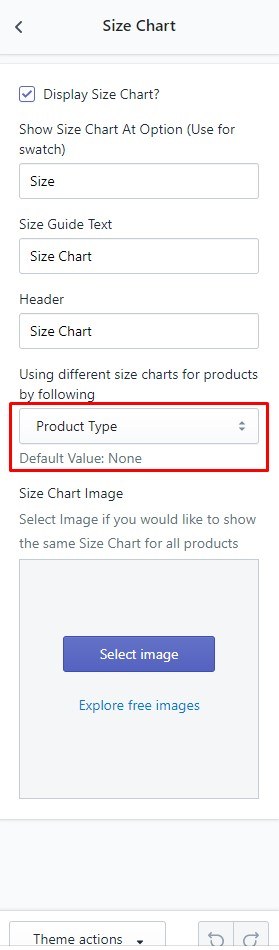 Size Chart
Display Size Chart?
Show Size Chart At Option (Use for
swatch)
Size
Size Guide Text
Size Chart
Header
Size Chart
Using different size charts for products
by following
Product Type
Default Value: None
Size Chart Image
Select Image if you would like to show
the same Size Chart for all products
Select image
Explore free images
Theme actions